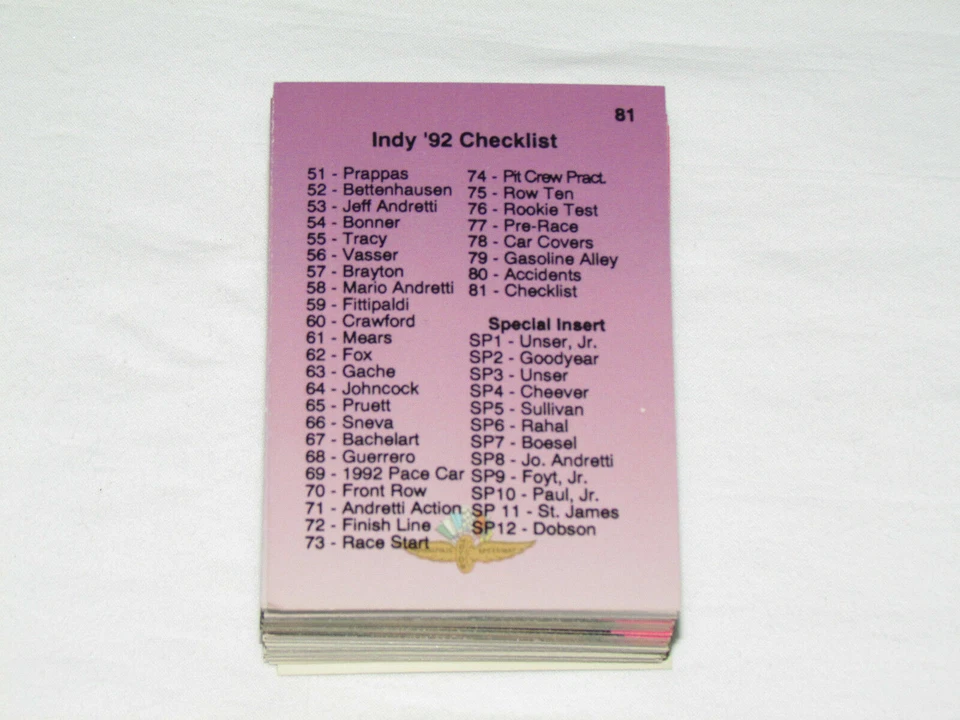 81
Indy '92 Checklist
51 - Prappas
52 - Bettenhausen
53 - Jeff Andretti
54 - Bonner
55 - Tracy
56 - Vasser
57 - Brayton
58 - Mario Andretti
59 - Fittipaldi
60 - Crawford
61 - Mears
62 - Fox
63 - Gache
64 - Johncock
65 - Pruett
66 - Sneva
67 - Bachelart
68 - Guerrero
69 - 1992 Pace Car
70 - Front Row
71 - Andretti Action
72 - Finish Line
73 - Race Start
74 - Pit Crew Pract.
75 - Row Ten
76 - Rookie Test
77 - Pre-Race
78 - Car Covers
79 - Gasoline Alley
80 - Accidents
81 - Checklist
Special Insert
SP1 - Unser, Jr.
SP2 - Goodyear
SP3 - Unser
SP4 - Cheever
SP5 - Sullivan
SP6 - Rahal
SP7 - Boesel
SP8 - Jo. Andretti
SP9 - Foyt, Jr.
SP10 - Paul, Jr.
SP 11 - St. James
SP12 - Dobson
SPEEDWAY